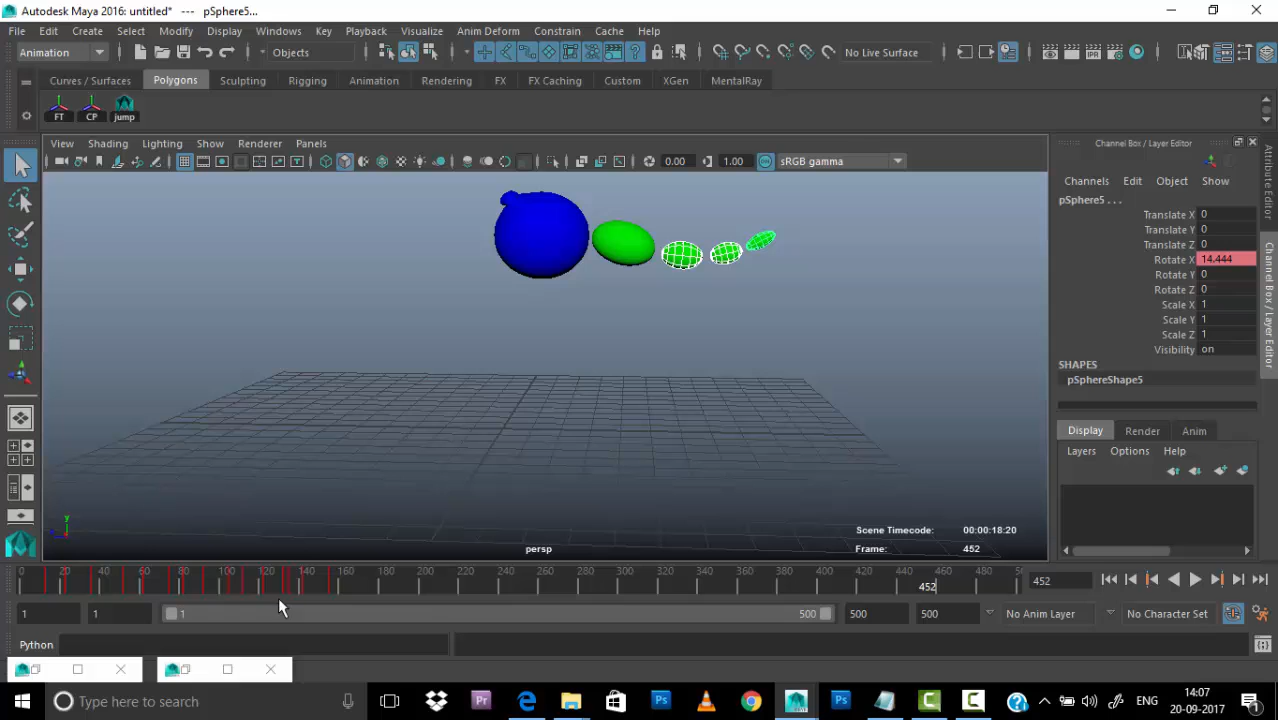 Autodesk Maya 2016: untitled* --- pSphere5...
File Edit Create Select Modify Display Windows Key Playback Visualize Anim Deform Constrain Cache Help
Animation Objects No Live Surface
Curves / Surfaces Polygons Sculpting Rigging Animation Rendering FX FX Caching Custom XGen MentalRay
FT CP jump
View Shading Lighting Show Renderer Panels
0.00 1.00 sRGB gamma
Channel Box / Layer Editor
Channels Edit Object Show
pSphere5 . . .
Translate X 0
Translate Y 0
Translate Z 0
Rotate X 14.444
Rotate Y 0
Rotate Z 0
Scale X 1
Scale Y 1
Scale Z 1
Visibility on
SHAPES
pSphereShape5
Display Render Anim
Layers Options Help
Attribute Editor
Channel Box / Layer Editor
y
Scene Timecode: 00:00:18:20
persp
Frame: 452
0 20 40 60 80 100 120 140 160 180 200 220 240 260 280 300 320 340 360 380 400 420 440 460 480
452
452
1 1 1 500 500 500 No Anim Layer No Character Set
Python
Type here to search
ENG
14:07
20-09-2017